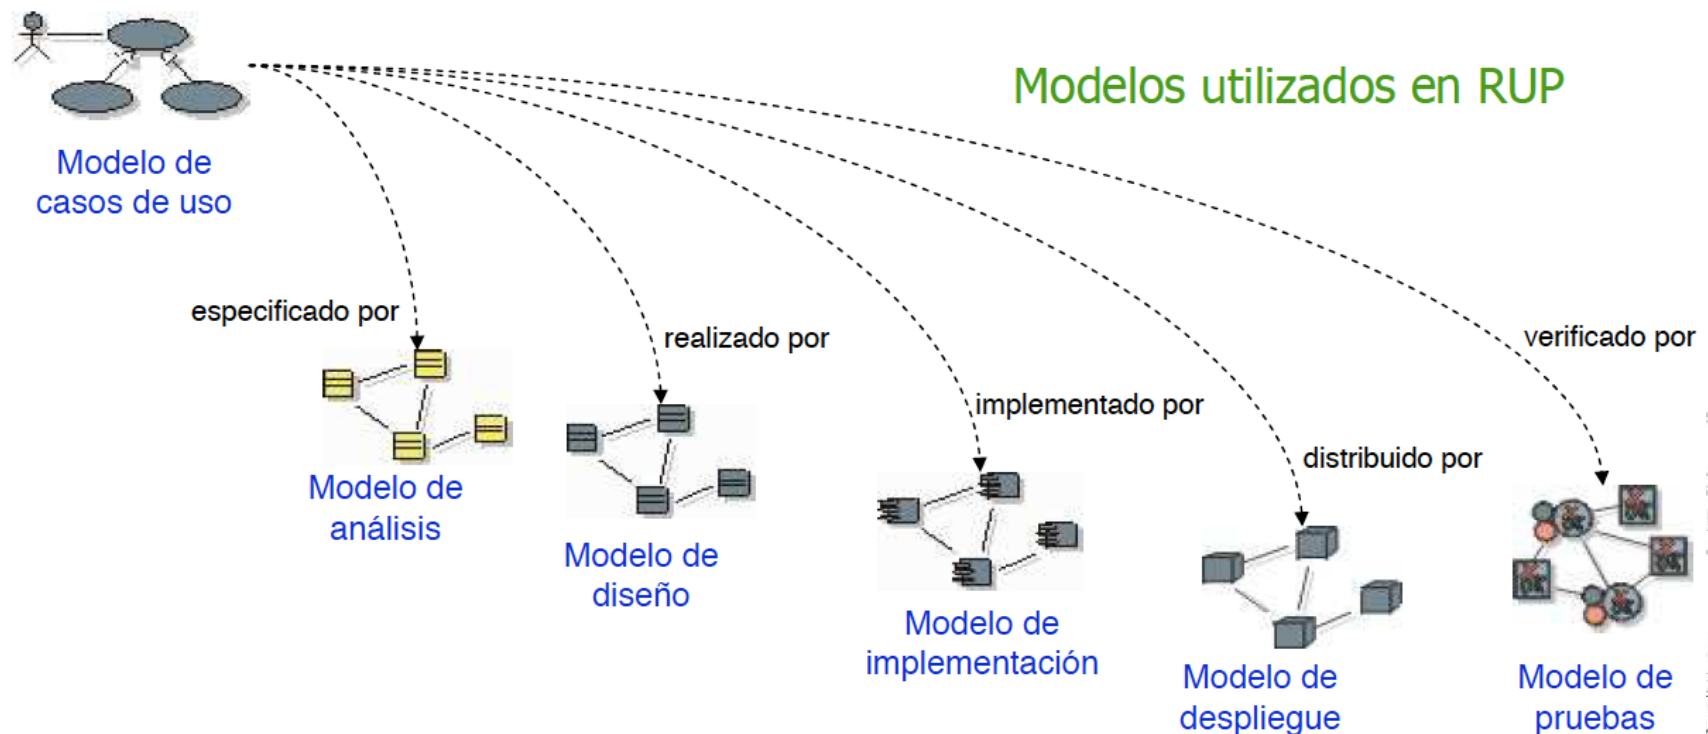 Modelos utilizados en RUP
Modelo de
casos de uso
especificado por
realizado por
implementado por
distribuido por
verificado por
Modelo de
análisis
Modelo de
diseño
Modelo de
implementación
Modelo de
despliegue
Modelo de
pruebas